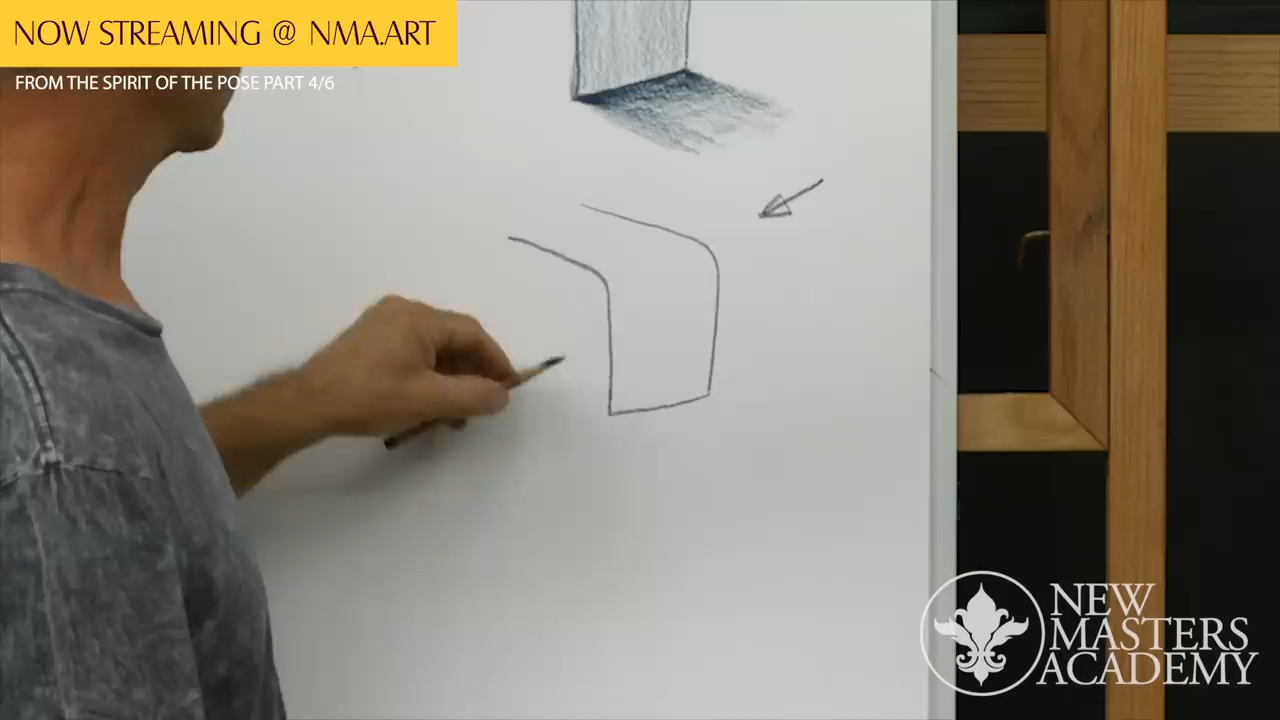 NOW STREAMING @ NMA.ART
FROM THE SPIRIT OF THE POSE PART 4/6
NEW
MASTERS
ACADEMY